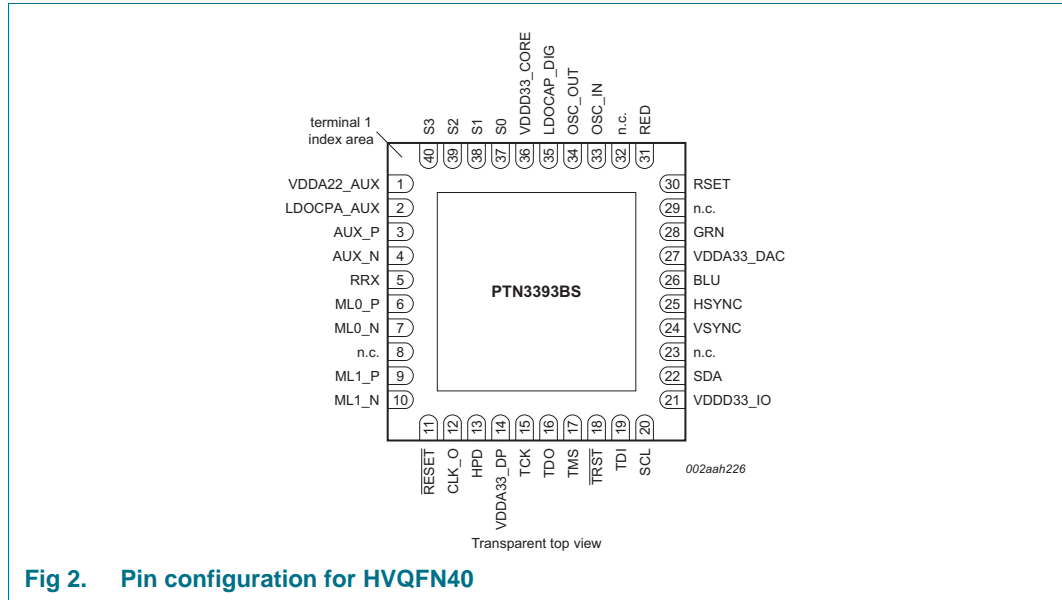 S3
S2
S1
S0
VDDD33_CORE
LDOCAP_DIG
OSC_OUT
OSC_IN
n.c.
RED
terminal 1
index area
40
39
38
37
36
35
34
33
32
31
VDDA22_AUX 1
LDOCPA_AUX 2
AUX_P 3
AUX_N 4
RRX 5
ML0_P 6
ML0_N 7
n.c. 8
ML1_P 9
ML1_N 10
PTN3393BS
30 RSET
29 n.c.
28 GRN
27 VDDA33_DAC
26 BLU
25 HSYNC
24 VSYNC
23 n.c.
22 SDA
21 VDDD33_IO
11
12
13
14
15
16
17
18
19
20
RESET
CLK_O
HPD
VDDA33_DP
TCK
TDO
TMS
TRST
TDI
SCL
002aah226
Transparent top view
Fig 2. Pin configuration for HVQFN40